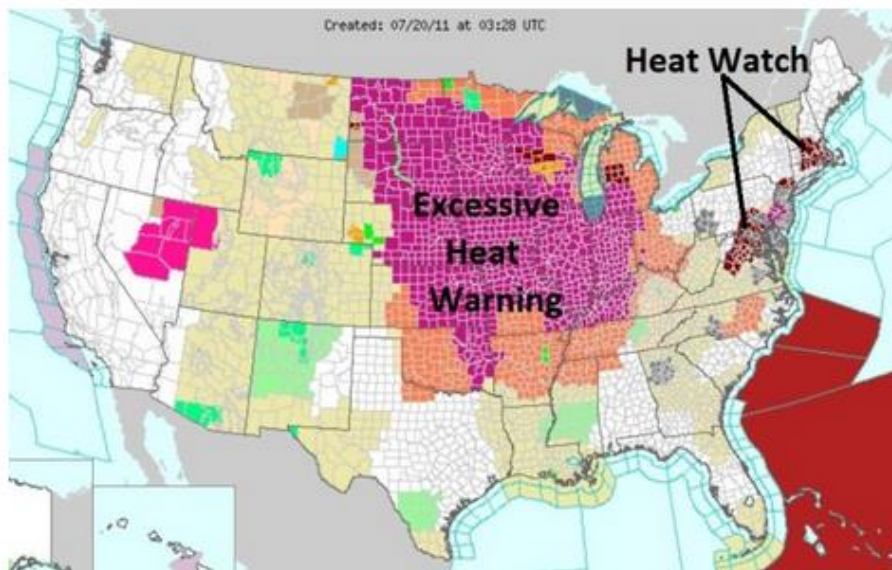 Created: 07/20/11 at 03:28 UTC
Heat Watch
Excessive
Heat
Warning